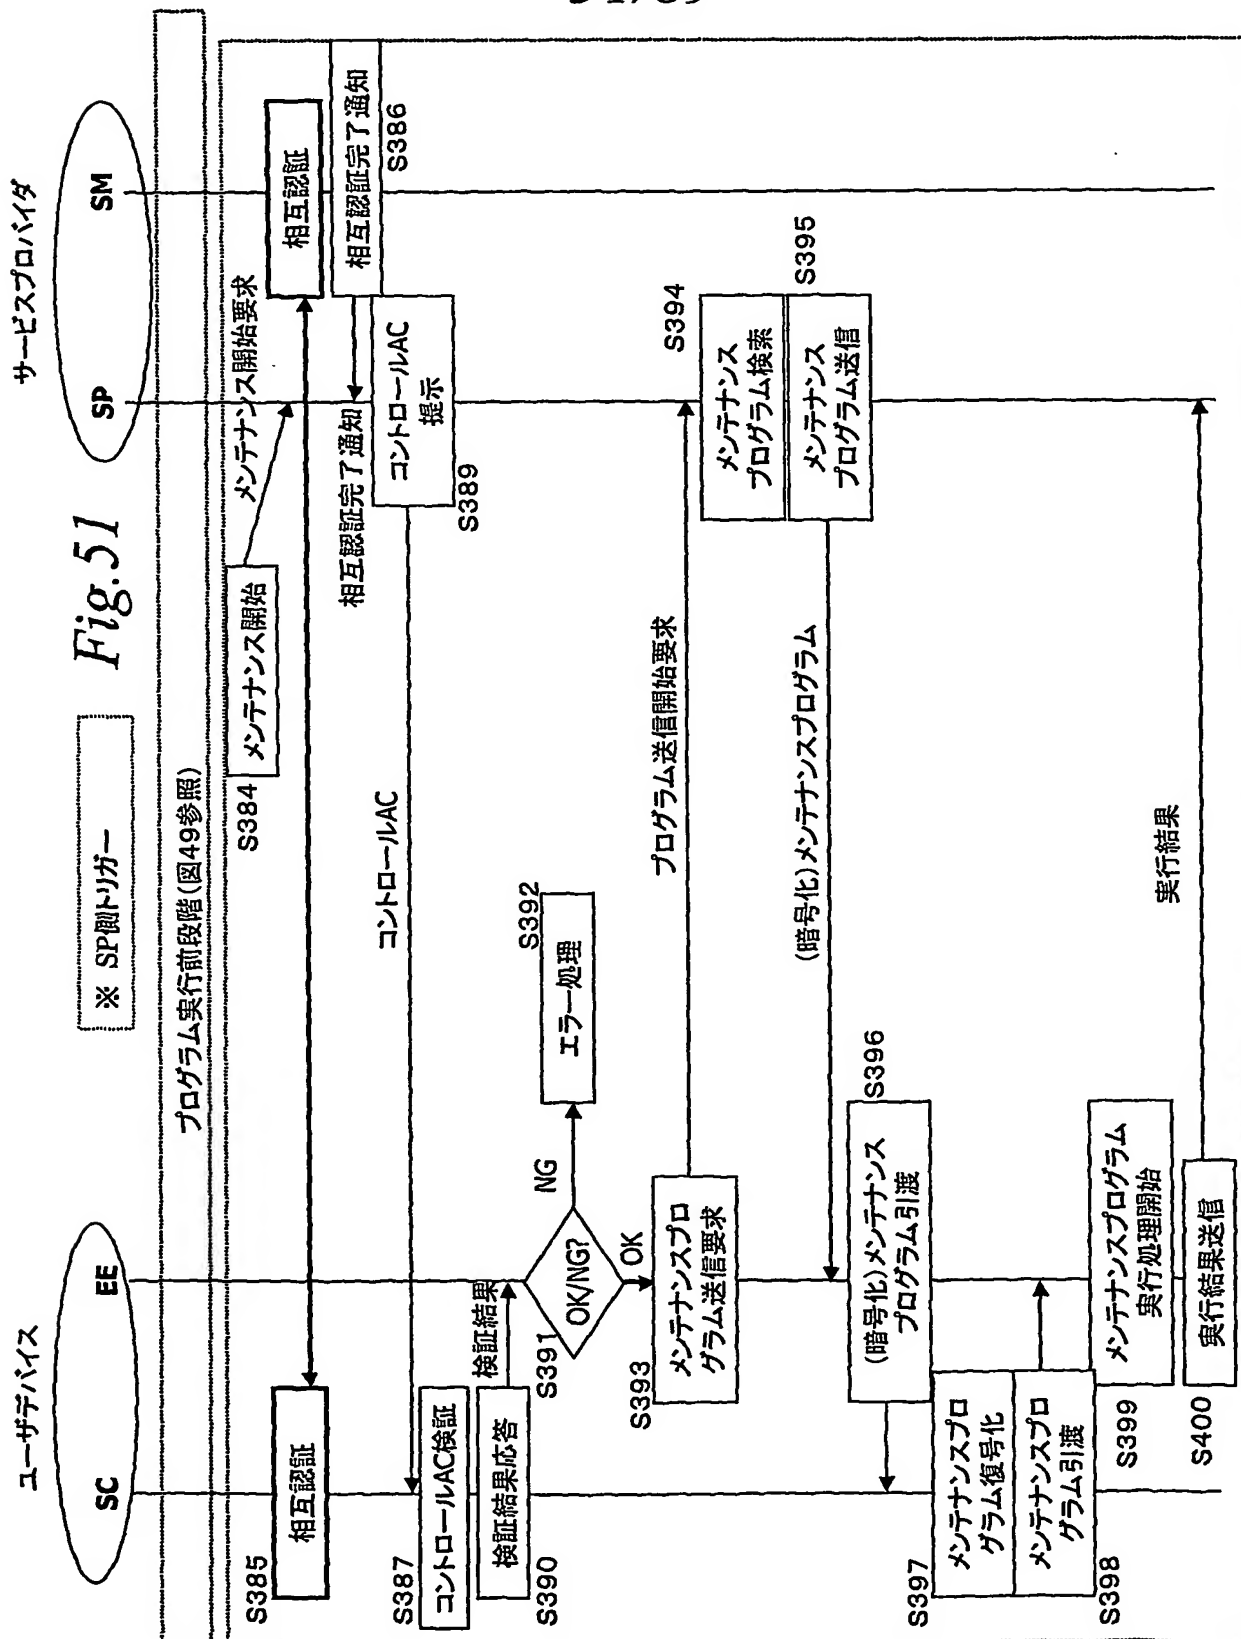 Fig.51
※ SP側トリガー
ユーザデバイス
SC
EE
サービスプロバイダ
SP
SM
プログラム実行前段階(図49参照)
S384
メンテナンス開始
メンテナンス開始要求
S385
相互認証
相互認証
相互認証完了通知
相互認証完了通知
S386
コントロールAC
提示
S389
コントロールAC
S387
コントロールAC検証
検証結果応答
S390
検証結果
S391
OK/NG?
NG
S392
エラー処理
OK
S393
メンテナンスプロ
グラム送信要求
プログラム送信開始要求
S394
メンテナンス
プログラム検索
メンテナンス
プログラム送信
S395
(暗号化)メンテナンスプログラム
(暗号化)メンテナンス
プログラム引渡
S396
S397
メンテナンスプロ
グラム復号化
メンテナンスプロ
グラム引渡
S398
メンテナンスプログラム
実行処理開始
S399
実行結果送信
S400
実行結果